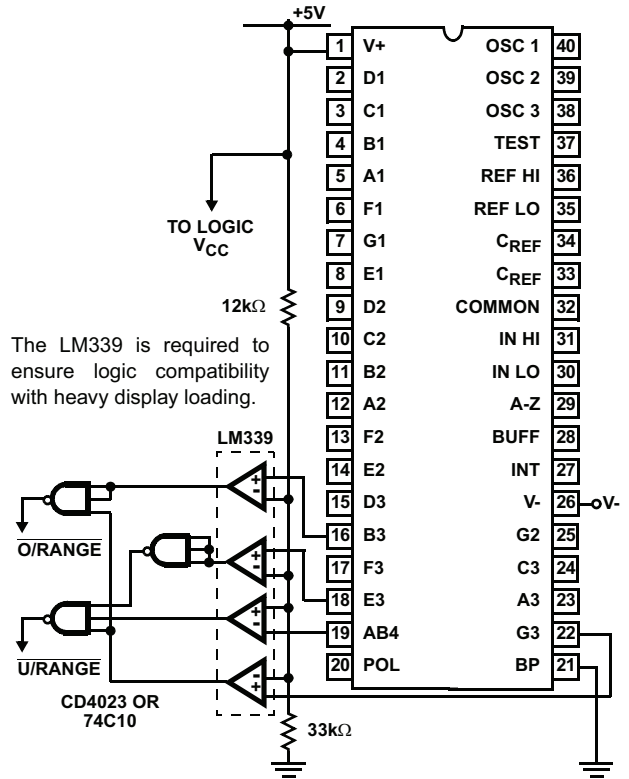 +5V
1 V+ OSC 1 40
2 D1 OSC 2 39
3 C1 OSC 3 38
4 B1 TEST 37
5 A1 REF HI 36
6 F1 REF LO 35
7 G1 CREF 34
8 E1 CREF 33
9 D2 COMMON 32
10 C2 IN HI 31
11 B2 IN LO 30
12 A2 A-Z 29
13 F2 BUFF 28
14 E2 INT 27
15 D3 V- 26 V-
16 B3 G2 25
17 F3 C3 24
18 E3 A3 23
19 AB4 G3 22
20 POL BP 21
TO LOGIC
VCC
12kΩ
The LM339 is required to
ensure logic compatibility
with heavy display loading.
LM339
+
-
+
-
+
-
-
+
O/RANGE
U/RANGE
CD4023 OR
74C10
33kΩ